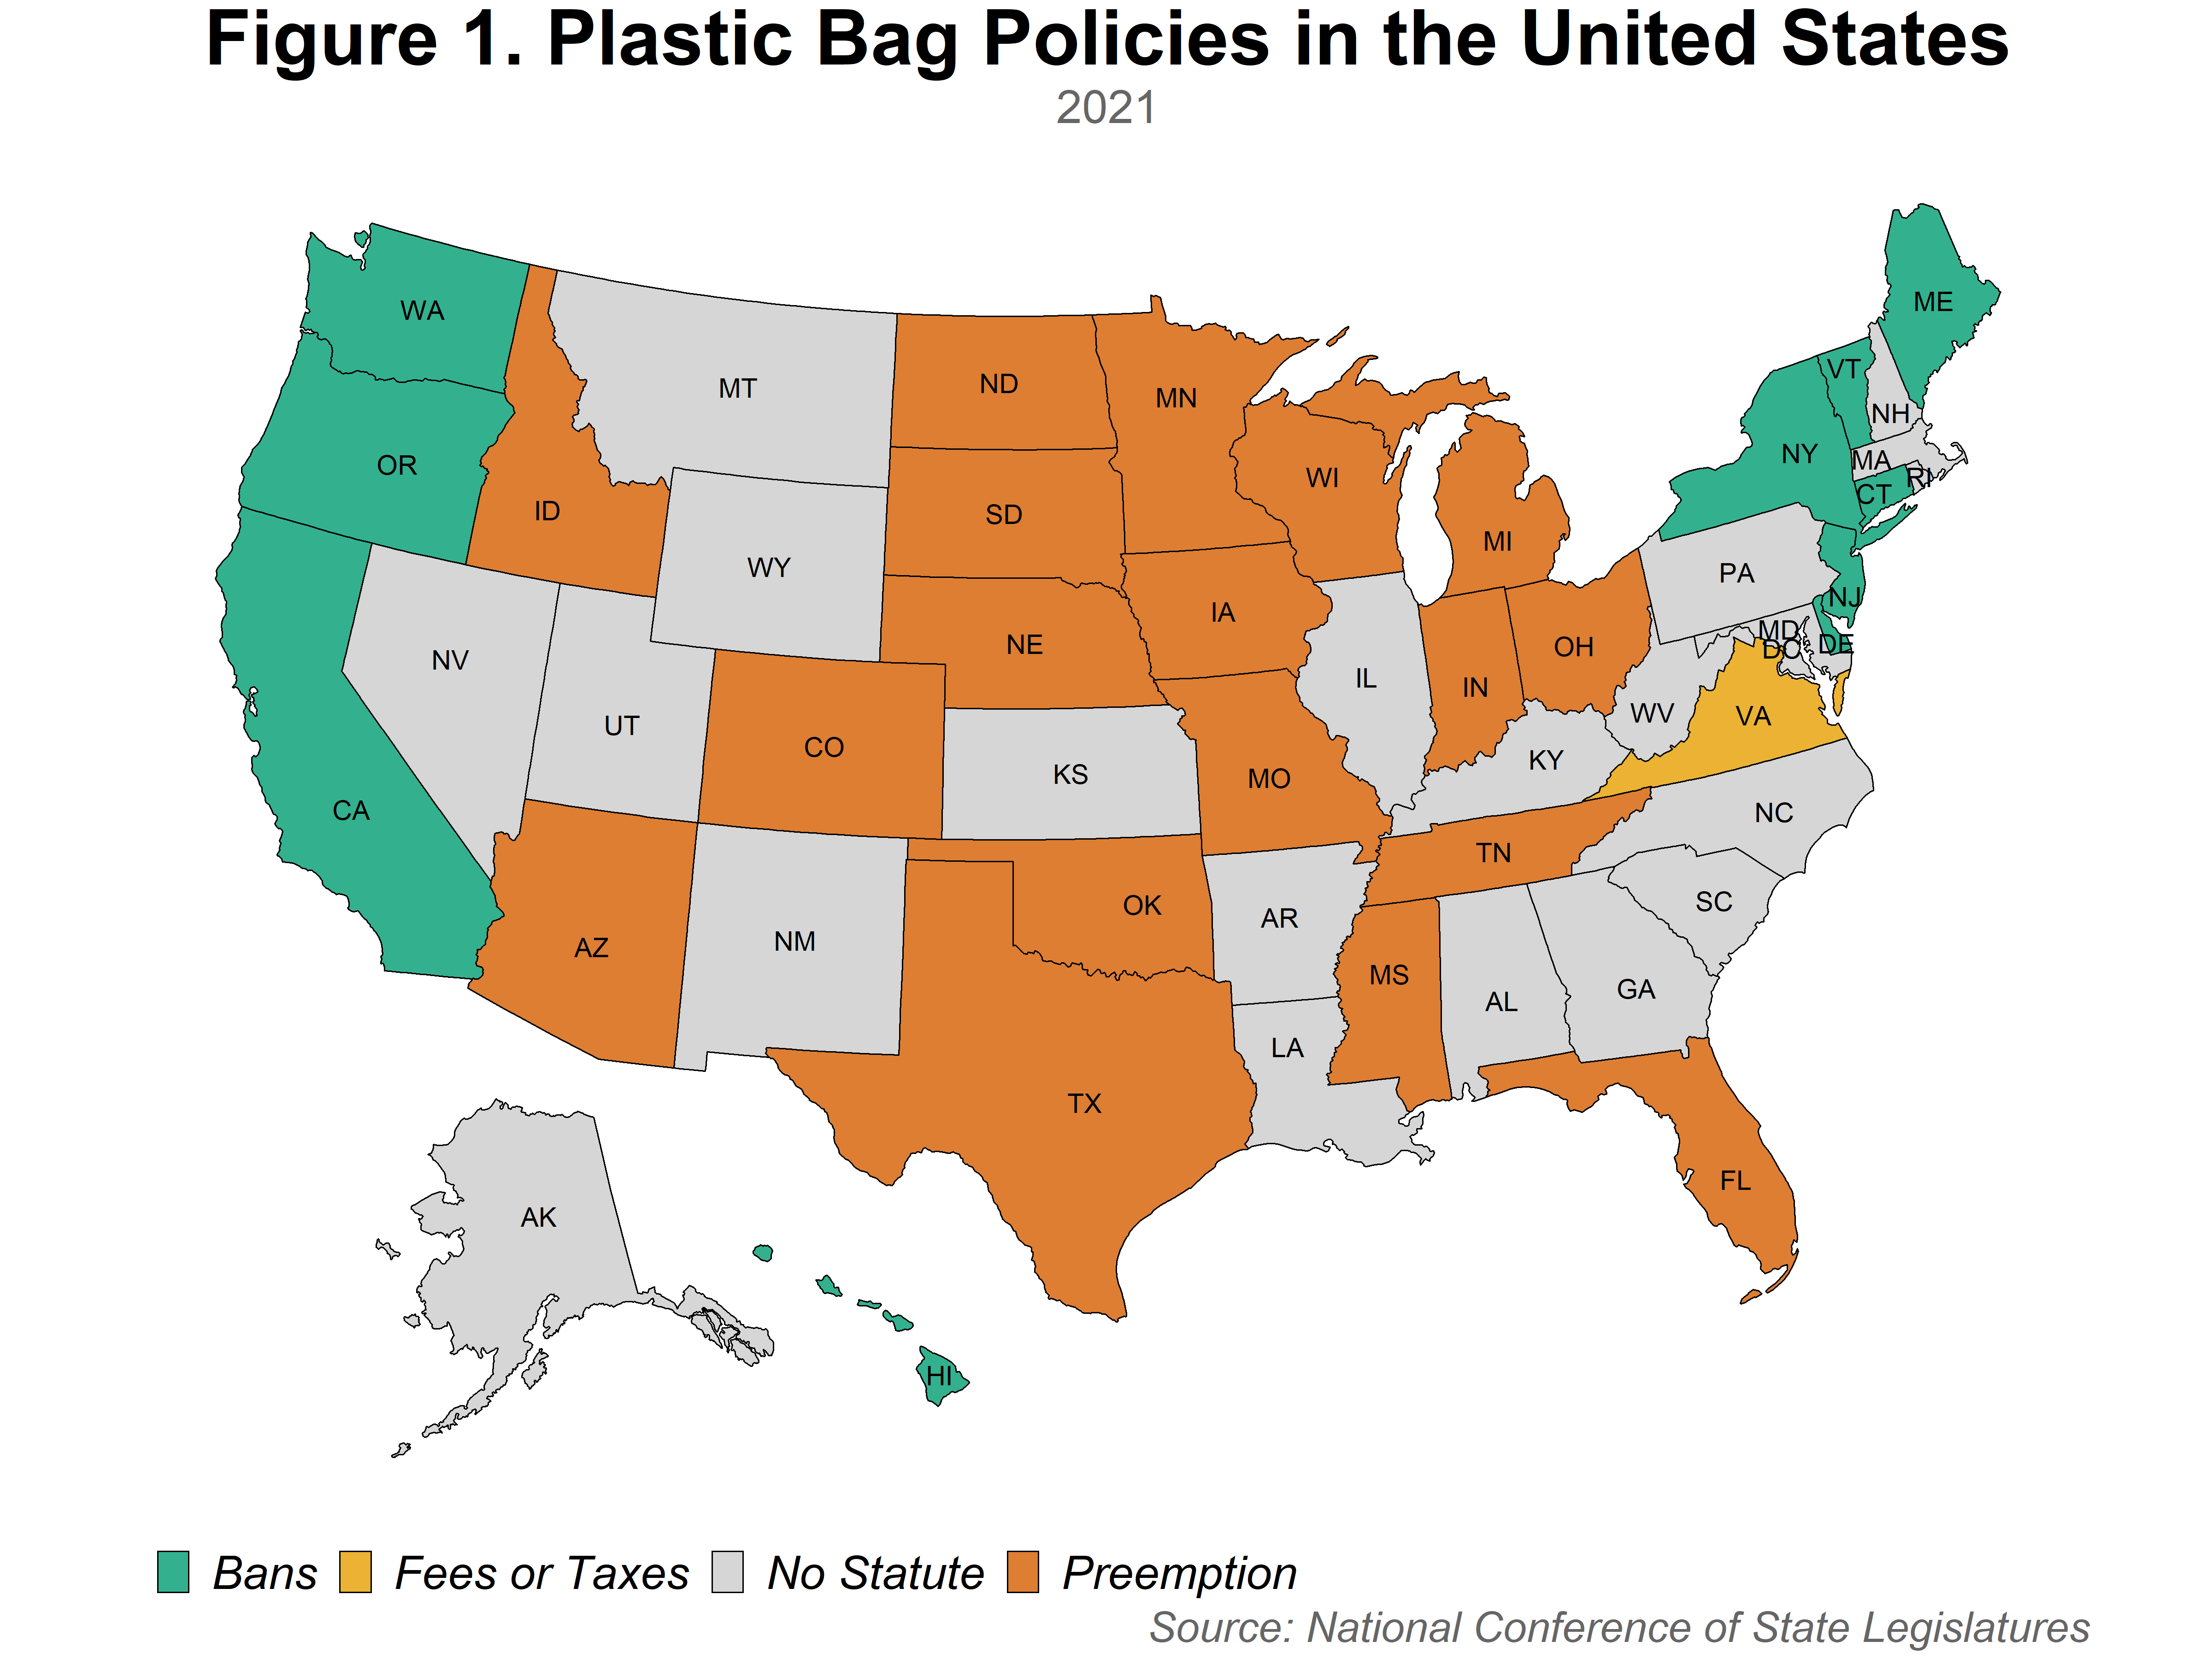 Figure 1. Plastic Bag Policies in the United States
2021
WA
ME
MT
ND
VT
MN
NH
NY
OR
MA
WI
RI
CT
ID
SD
MI
WY
PA
NJ
IA
MD
NE
OH
DE
DC
NV
IL
IN
WV
VA
UT
CO
KY
KS
MO
CA
NC
TN
SC
OK
AR
NM
AZ
MS
GA
AL
LA
TX
FL
AK
HI
Bans Fees or Taxes No Statute Preemption
Source: National Conference of State Legislatures